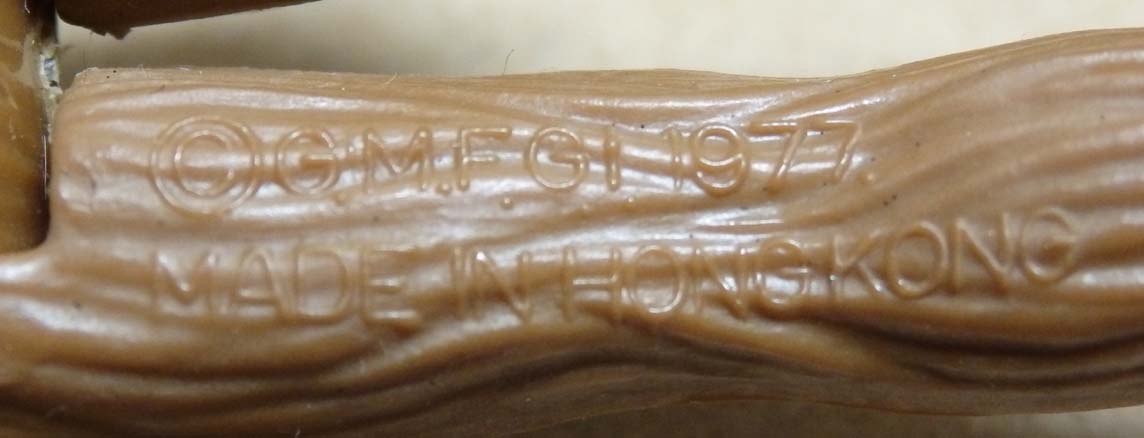 © G.M.F.G.I. 1977.
MADE IN HONG KONG